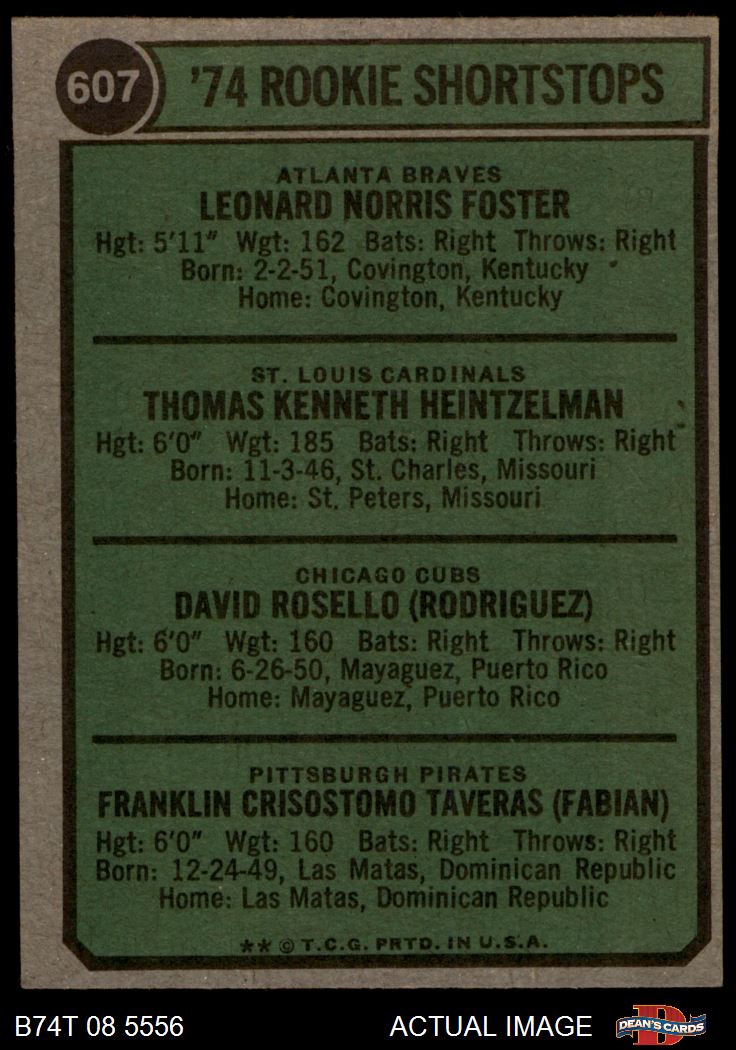 607
'74 ROOKIE SHORTSTOPS
ATLANTA BRAVES
LEONARD NORRIS FOSTER
Hgt: 5'11" Wgt: 162 Bats: Right Throws: Right
Born: 2-2-51, Covington, Kentucky
Home: Covington, Kentucky
ST. LOUIS CARDINALS
THOMAS KENNETH HEINTZELMAN
Hgt: 6'0" Wgt: 185 Bats: Right Throws: Right
Born: 11-3-46, St. Charles, Missouri
Home: St. Peters, Missouri
CHICAGO CUBS
DAVID ROSELLO (RODRIGUEZ)
Hgt: 6'0" Wgt: 160 Bats: Right Throws: Right
Born: 6-26-50, Mayaguez, Puerto Rico
Home: Mayaguez, Puerto Rico
PITTSBURGH PIRATES
FRANKLIN CRISOSTOMO TAVERAS (FABIAN)
Hgt: 6'0" Wgt: 160 Bats: Right Throws: Right
Born: 12-24-49, Las Matas, Dominican Republic
Home: Las Matas, Dominican Republic
** © T.C.G. PRTD. IN U.S.A.
B74T 08 5556 ACTUAL IMAGE
D
DEAN'S CARDS